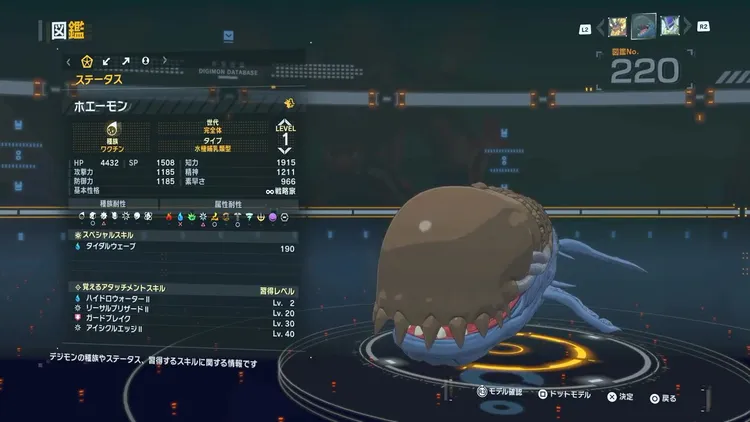 図鑑
L2
R2
図鑑No.
220
DIGIMON DATABASE
ステータス
ホエーモン
種族
ワクチン
世代
完全体
タイプ
水棲哺乳類型
LEVEL
1
HP 4432 SP 1508 知力 1915
攻撃力 1185 精神 1211
防御力 1185 素早さ 966
基本性格 戦略家
種族耐性 属性耐性
スペシャルスキル
タイダルウェーブ 190
覚えるアタッチメントスキル 習得レベル
ハイドロウォーターⅡ Lv. 2
リーサルブリザードⅡ Lv. 20
ガードブレイク Lv. 30
アイシクルエッジⅡ Lv. 40
デジモンの種族やステータス、習得するスキルに関する情報です
R3 モデル確認 ドットモデル 決定 戻る